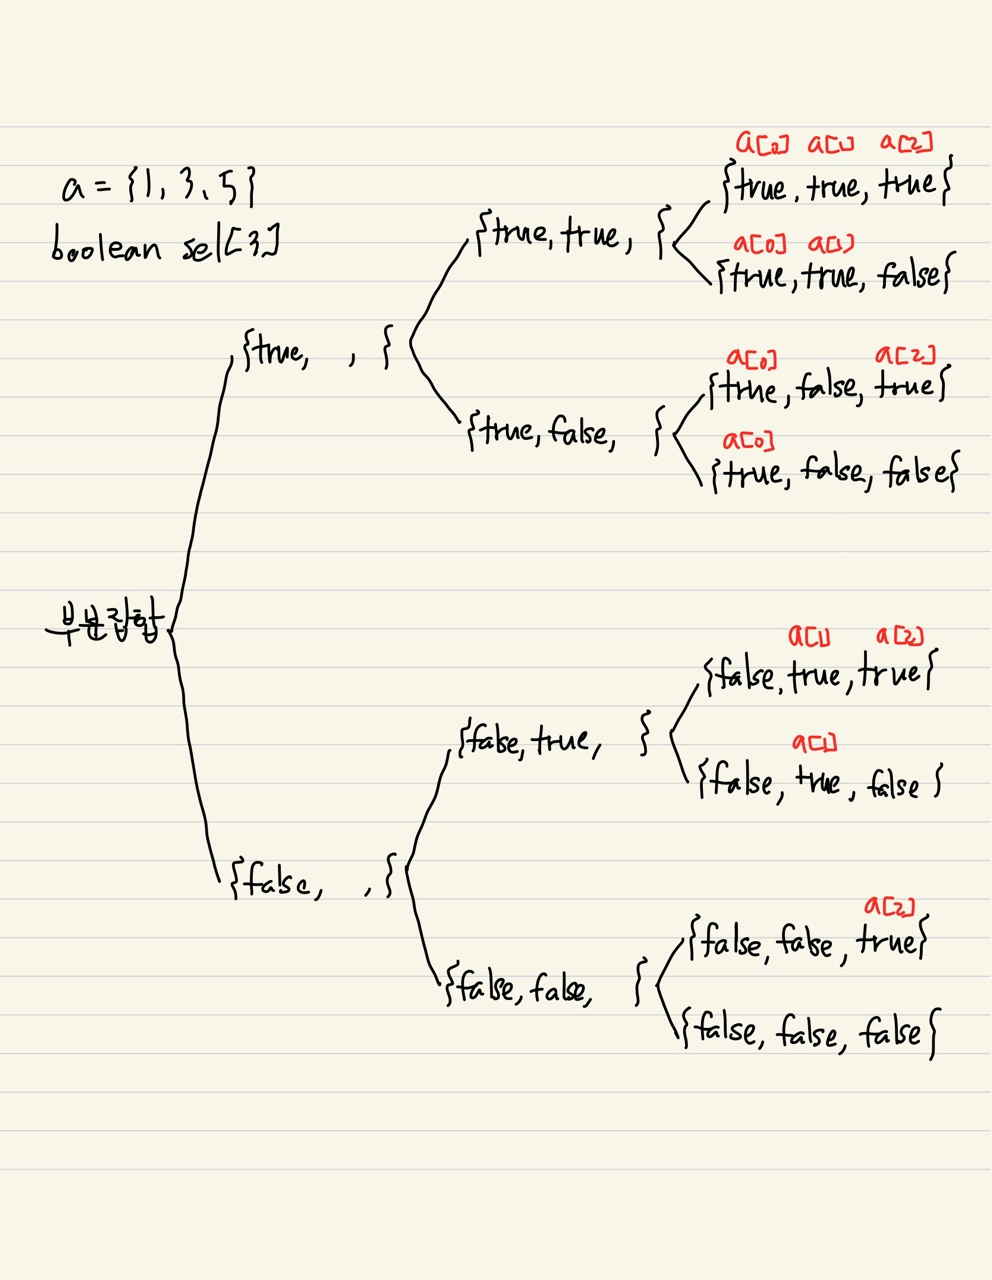 a = {1, 3, 5}
boolean sel[3]
부분집합
{true,   , }
{false,   , }
{true, true,   }
{true, false,   }
{false, true,   }
{false, false,   }
a[0] a[1] a[2]
{true, true, true}
a[0] a[1]
{true, true, false}
a[0] a[2]
{true, false, true}
a[0]
{true, false, false}
a[1] a[2]
{false, true, true}
a[1]
{false, true, false}
a[2]
{false, false, true}
{false, false, false}